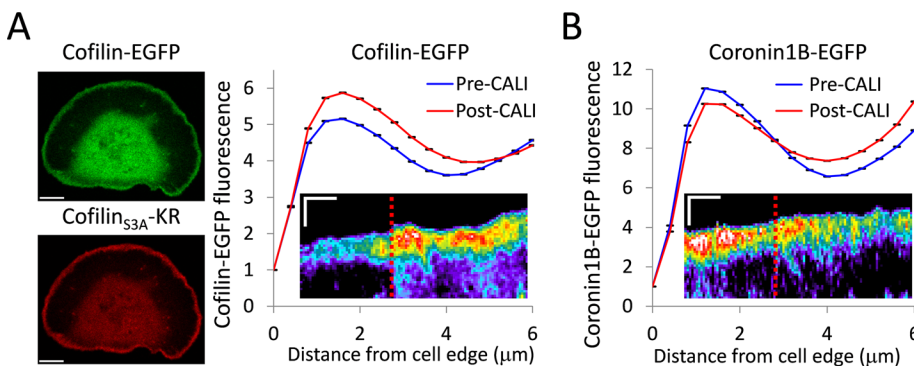 A
Cofilin-EGFP
CofilinS3A-KR
Cofilin-EGFP
Pre-CALI
Post-CALI
Cofilin-EGFP fluorescence
6
5
4
3
2
1
0
0 2 4 6
Distance from cell edge (μm)
B
Coronin1B-EGFP
Pre-CALI
Post-CALI
Coronin1B-EGFP fluorescence
12
10
8
6
4
2
0
0 2 4 6
Distance from cell edge (μm)